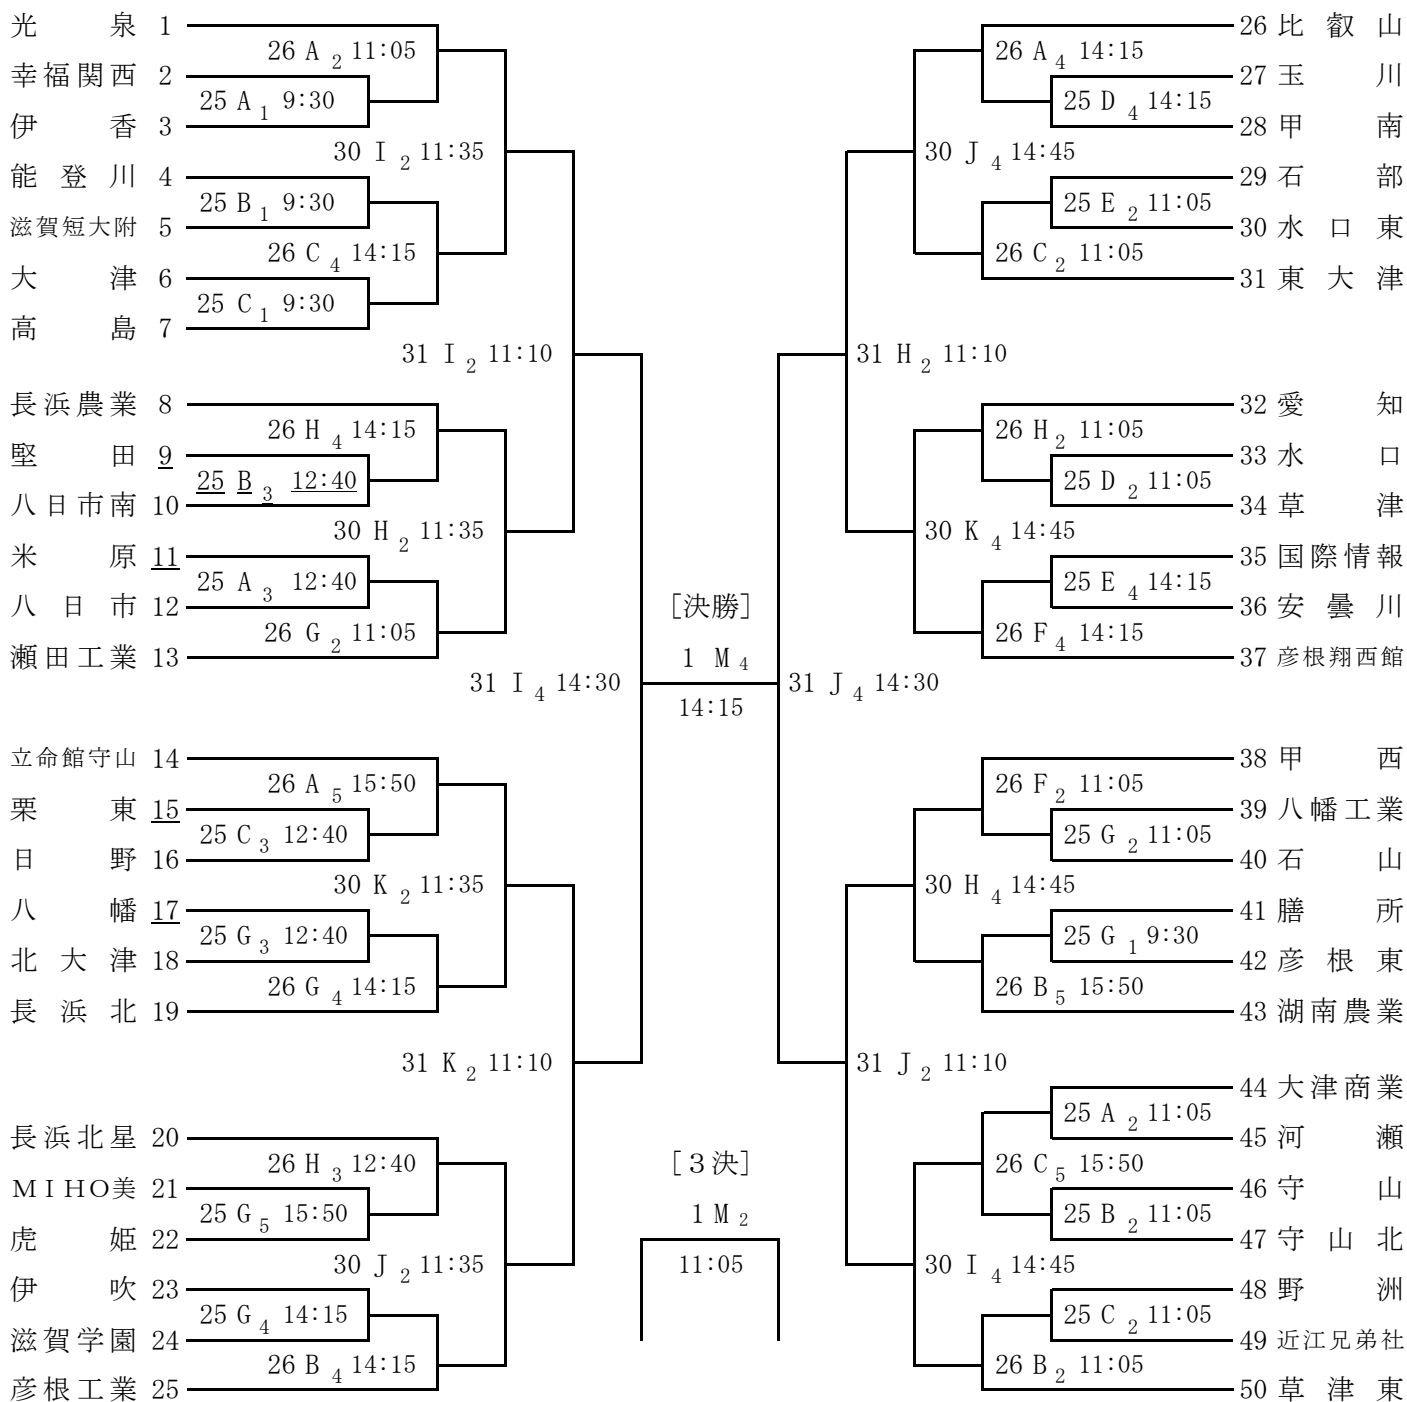 光泉 1
26 A 2 11:05
幸福関西 2
25 A 1 9:30
伊香 3
30 I 2 11:35
能登川 4
25 B 1 9:30
滋賀短大附 5
26 C 4 14:15
大津 6
25 C 1 9:30
高島 7
31 I 2 11:10
長浜農業 8
26 H 4 14:15
堅田 9
25 B 3 12:40
八日市南 10
30 H 2 11:35
米原 11
25 A 3 12:40
八日市 12
26 G 2 11:05
瀬田工業 13
31 I 4 14:30
立命館守山 14
26 A 5 15:50
栗東 15
25 C 3 12:40
日野 16
30 K 2 11:35
八幡 17
25 G 3 12:40
北大津 18
26 G 4 14:15
長浜北 19
31 K 2 11:10
長浜北星 20
26 H 3 12:40
ＭＩＨＯ美 21
25 G 5 15:50
虎姫 22
30 J 2 11:35
伊吹 23
25 G 4 14:15
滋賀学園 24
26 B 4 14:15
彦根工業 25
［決勝］
1 M 4
14:15
［３決］
1 M 2
11:05
26 比叡山
26 A 4 14:15
27 玉川
25 D 4 14:15
28 甲南
30 J 4 14:45
29 石部
25 E 2 11:05
30 水口東
26 C 2 11:05
31 東大津
31 H 2 11:10
32 愛知
26 H 2 11:05
33 水口
25 D 2 11:05
34 草津
30 K 4 14:45
35 国際情報
25 E 4 14:15
36 安曇川
26 F 4 14:15
37 彦根翔西館
31 J 4 14:30
38 甲西
26 F 2 11:05
39 八幡工業
25 G 2 11:05
40 石山
30 H 4 14:45
41 膳所
25 G 1 9:30
42 彦根東
26 B 5 15:50
43 湖南農業
31 J 2 11:10
44 大津商業
25 A 2 11:05
45 河瀬
26 C 5 15:50
46 守山
25 B 2 11:05
47 守山北
30 I 4 14:45
48 野洲
25 C 2 11:05
49 近江兄弟社
26 B 2 11:05
50 草津東